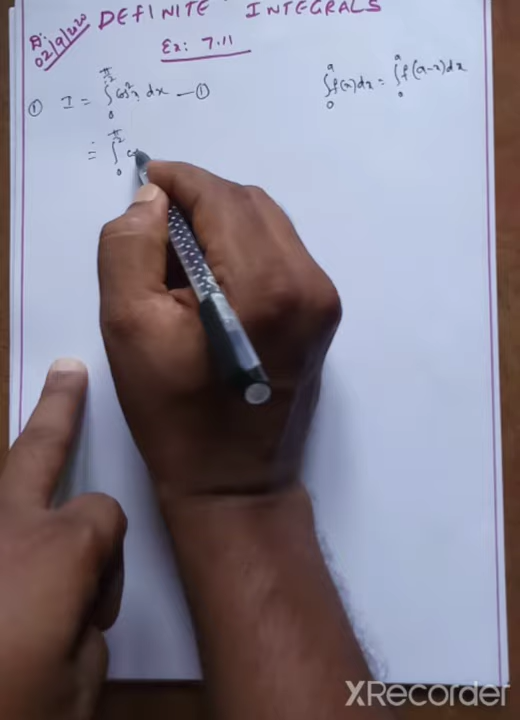 D: 02/9/2020
DEFINITE INTEGRALS
Ex: 7.11
① I = ∫₀^(π/2) cos²x dx — ①
∫₀^a f(x)dx = ∫₀^a f(a-x)dx
= ∫₀^(π/2) co
XRecorder